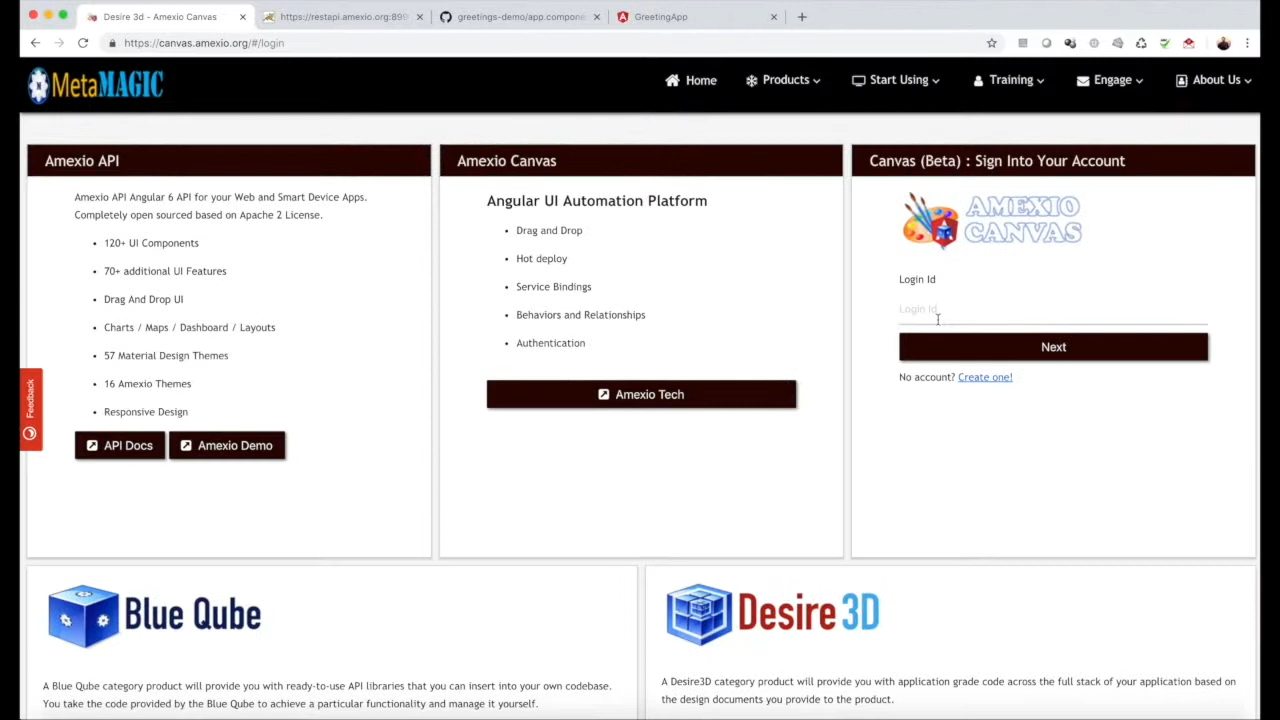 Desire 3d - Amexio Canvas
https://restapi.amexio.org:899
greetings-demo/app.compone
GreetingApp
https://canvas.amexio.org/#/login
MetaMAGIC
Home
Products
Start Using
Training
Engage
About Us
Amexio API
Amexio API Angular 6 API for your Web and Smart Device Apps.
Completely open sourced based on Apache 2 License.
• 120+ UI Components
• 70+ additional UI Features
• Drag And Drop UI
• Charts / Maps / Dashboard / Layouts
• 57 Material Design Themes
• 16 Amexio Themes
• Responsive Design
API Docs
Amexio Demo
Feedback
Amexio Canvas
Angular UI Automation Platform
• Drag and Drop
• Hot deploy
• Service Bindings
• Behaviors and Relationships
• Authentication
Amexio Tech
Canvas (Beta) : Sign Into Your Account
AMEXIO
CANVAS
Login Id
Login Id
Next
No account? Create one!
Blue Qube
A Blue Qube category product will provide you with ready-to-use API libraries that you can insert into your own codebase.
You take the code provided by the Blue Qube to achieve a particular functionality and manage it yourself.
Desire 3D
A Desire3D category product will provide you with application grade code across the full stack of your application based on
the design documents you provide to the product.